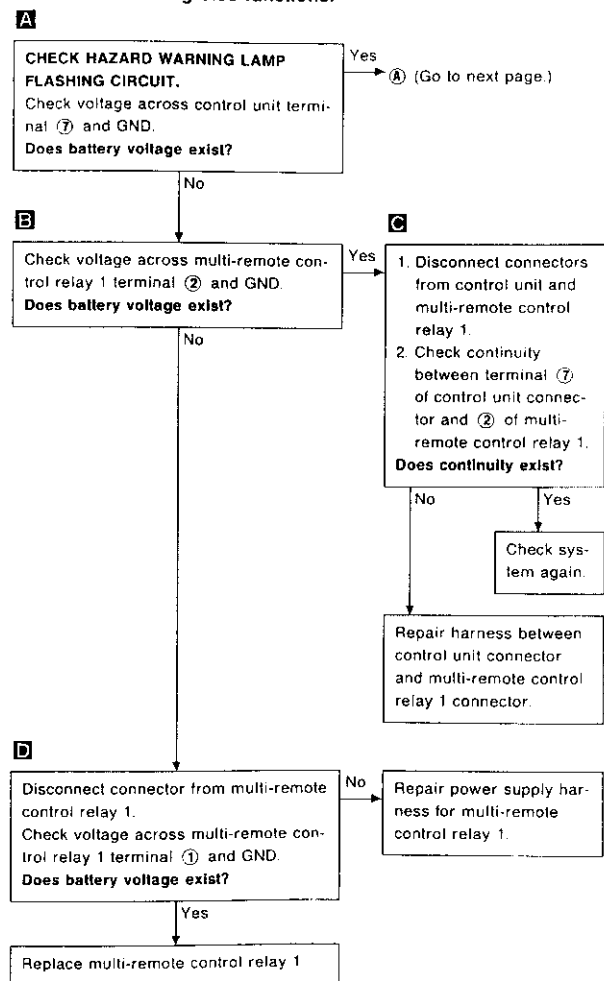 A
CHECK HAZARD WARNING LAMP
FLASHING CIRCUIT.
Check voltage across control unit termi-
nal ⑦ and GND.
Does battery voltage exist?
Yes
Ⓐ (Go to next page.)
No
B
Check voltage across multi-remote con-
trol relay 1 terminal ② and GND.
Does battery voltage exist?
Yes
No
C
1. Disconnect connectors
from control unit and
multi-remote control
relay 1.
2. Check continuity
between terminal ⑦
of control unit connec-
tor and ② of multi-
remote control relay 1.
Does continuity exist?
No
Yes
Check sys-
tem again.
Repair harness between
control unit connector
and multi-remote control
relay 1 connector.
D
Disconnect connector from multi-remote
control relay 1.
Check voltage across multi-remote con-
trol relay 1 terminal ① and GND.
Does battery voltage exist?
No
Repair power supply har-
ness for multi-remote
control relay 1.
Yes
Replace multi-remote control relay 1